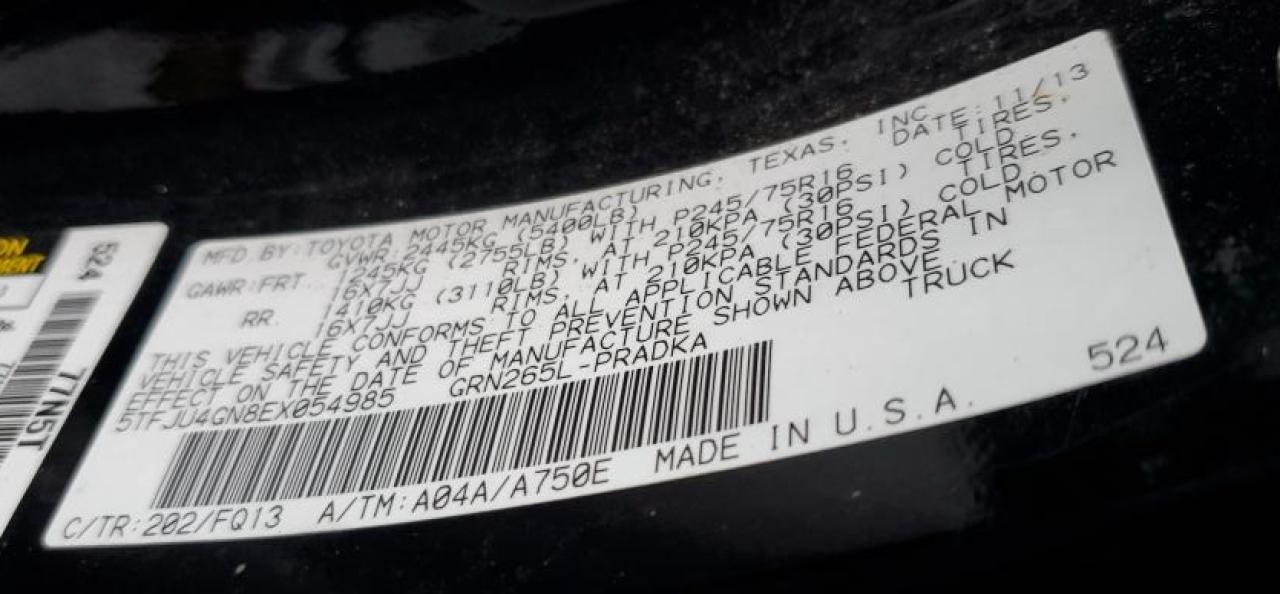 MFD. BY: TOYOTA MOTOR MANUFACTURING, TEXAS, INC.
GVWR: 2445KG (5400LB) DATE: 11/13
GAWR: FRT. 1245KG (2755LB) WITH P245/75R16 TIRES.
16X7JJ RIMS, AT 210KPA (30PSI) COLD.
RR. 1410KG (3110LB) WITH P245/75R16 TIRES.
16X7JJ RIMS, AT 210KPA (30PSI) COLD.
THIS VEHICLE CONFORMS TO ALL APPLICABLE FEDERAL MOTOR
VEHICLE SAFETY AND THEFT PREVENTION STANDARDS IN
EFFECT ON THE DATE OF MANUFACTURE SHOWN ABOVE.
5TFJU4GN8EX054985 GRN265L-PRADKA TRUCK
C/TR: 202/FQ13 A/TM: A04A/A750E MADE IN U.S.A. 524
524
77N5T